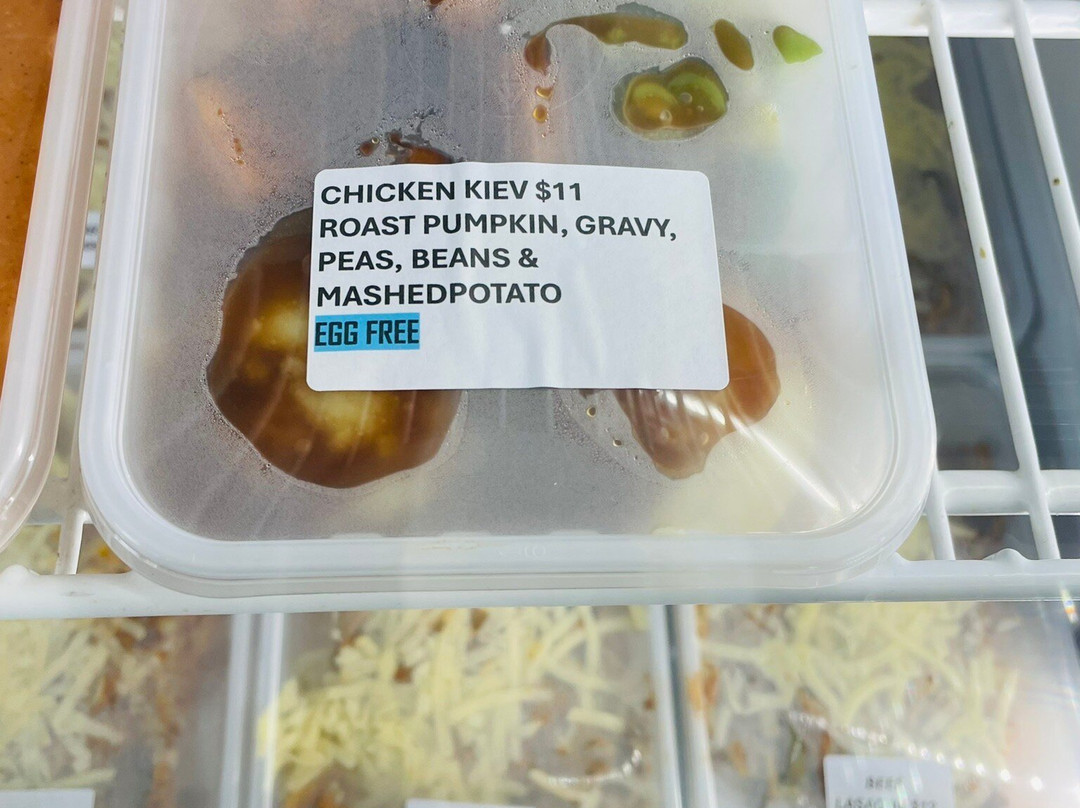 CHICKEN KIEV $11
ROAST PUMPKIN, GRAVY,
PEAS, BEANS &
MASHEDPOTATO
EGG FREE
BEEF